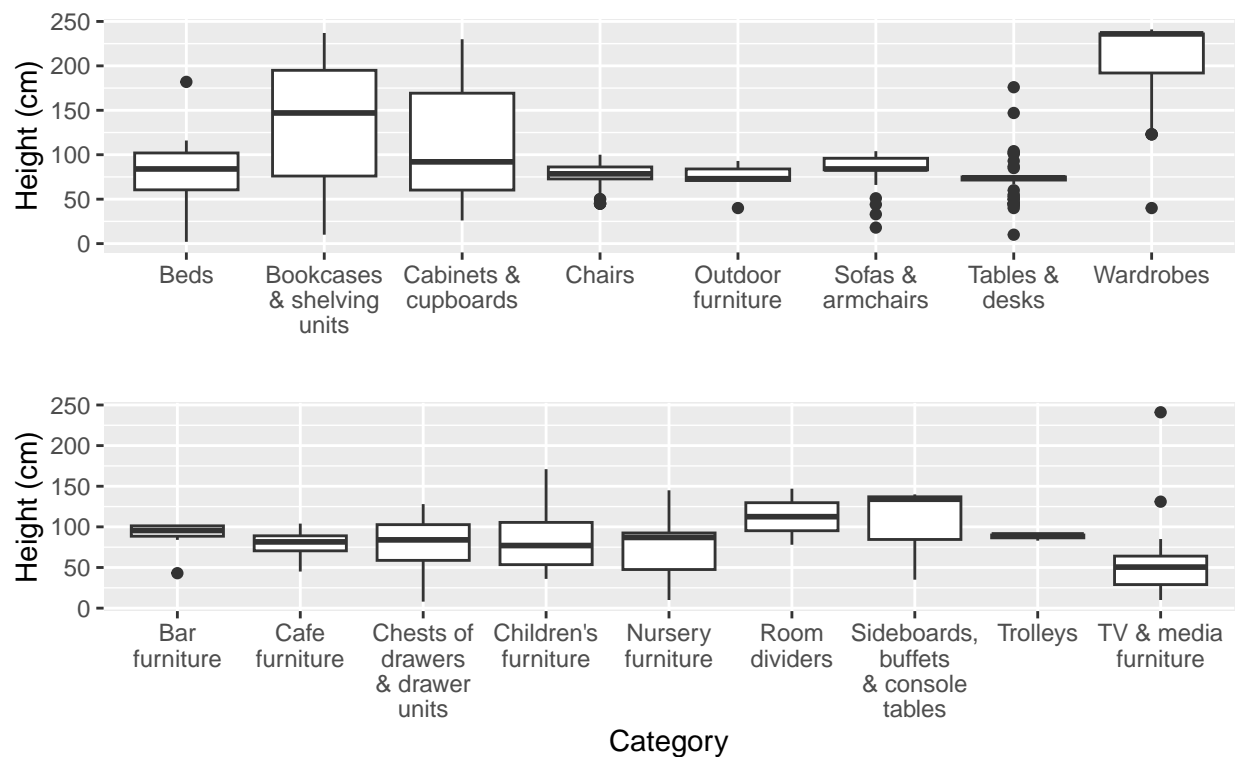 Height (cm)
250
200
150
100
50
0
Beds
Bookcases
& shelving
units
Cabinets &
cupboards
Chairs
Outdoor
furniture
Sofas &
armchairs
Tables &
desks
Wardrobes
Height (cm)
250
200
150
100
50
0
Bar
furniture
Cafe
furniture
Chests of
drawers
& drawer
units
Children's
furniture
Nursery
furniture
Room
dividers
Sideboards,
buffets
& console
tables
Trolleys
TV & media
furniture
Category